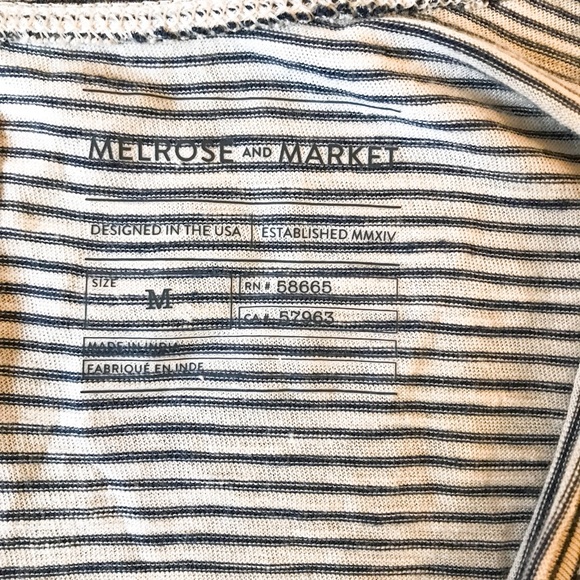 MELROSE AND MARKET
DESIGNED IN THE USA | ESTABLISHED MMXIV
SIZE M
RN # 58665
CA # 57963
MADE IN INDIA
FABRIQUÉ EN INDE